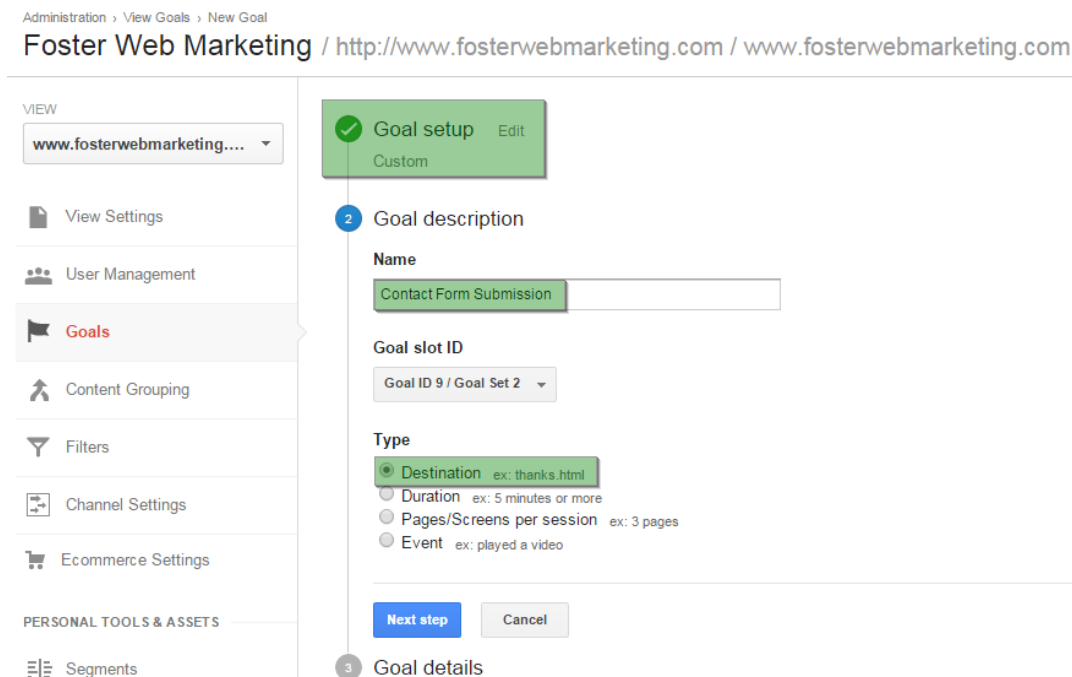 Administration › View Goals › New Goal
Foster Web Marketing / http://www.fosterwebmarketing.com / www.fosterwebmarketing.com
VIEW
www.fosterwebmarketing....
View Settings
User Management
Goals
Content Grouping
Filters
Channel Settings
Ecommerce Settings
PERSONAL TOOLS & ASSETS
Segments
Goal setup Edit
Custom
2 Goal description
Name
Contact Form Submission
Goal slot ID
Goal ID 9 / Goal Set 2
Type
Destination ex: thanks.html
Duration ex: 5 minutes or more
Pages/Screens per session ex: 3 pages
Event ex: played a video
Next step Cancel
3 Goal details